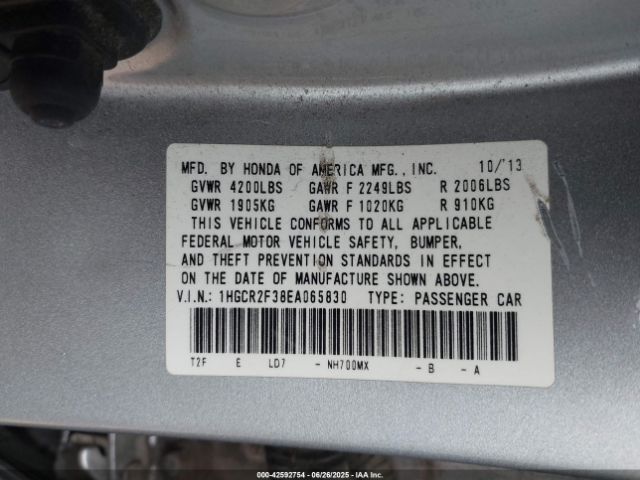 MFD. BY HONDA OF AMERICA MFG., INC. 10/'13
GVWR 4200LBS GAWR F 2249LBS R 2006LBS
GVWR 1905KG GAWR F 1020KG R 910KG
THIS VEHICLE CONFORMS TO ALL APPLICABLE
FEDERAL MOTOR VEHICLE SAFETY, BUMPER,
AND THEFT PREVENTION STANDARDS IN EFFECT
ON THE DATE OF MANUFACTURE SHOWN ABOVE.
V.I.N.: 1HGCR2F38EA065830 TYPE: PASSENGER CAR
T2F E LD7 - NH700MX - B - A
000-42592754 | 06/26/2025 | IAA Inc.